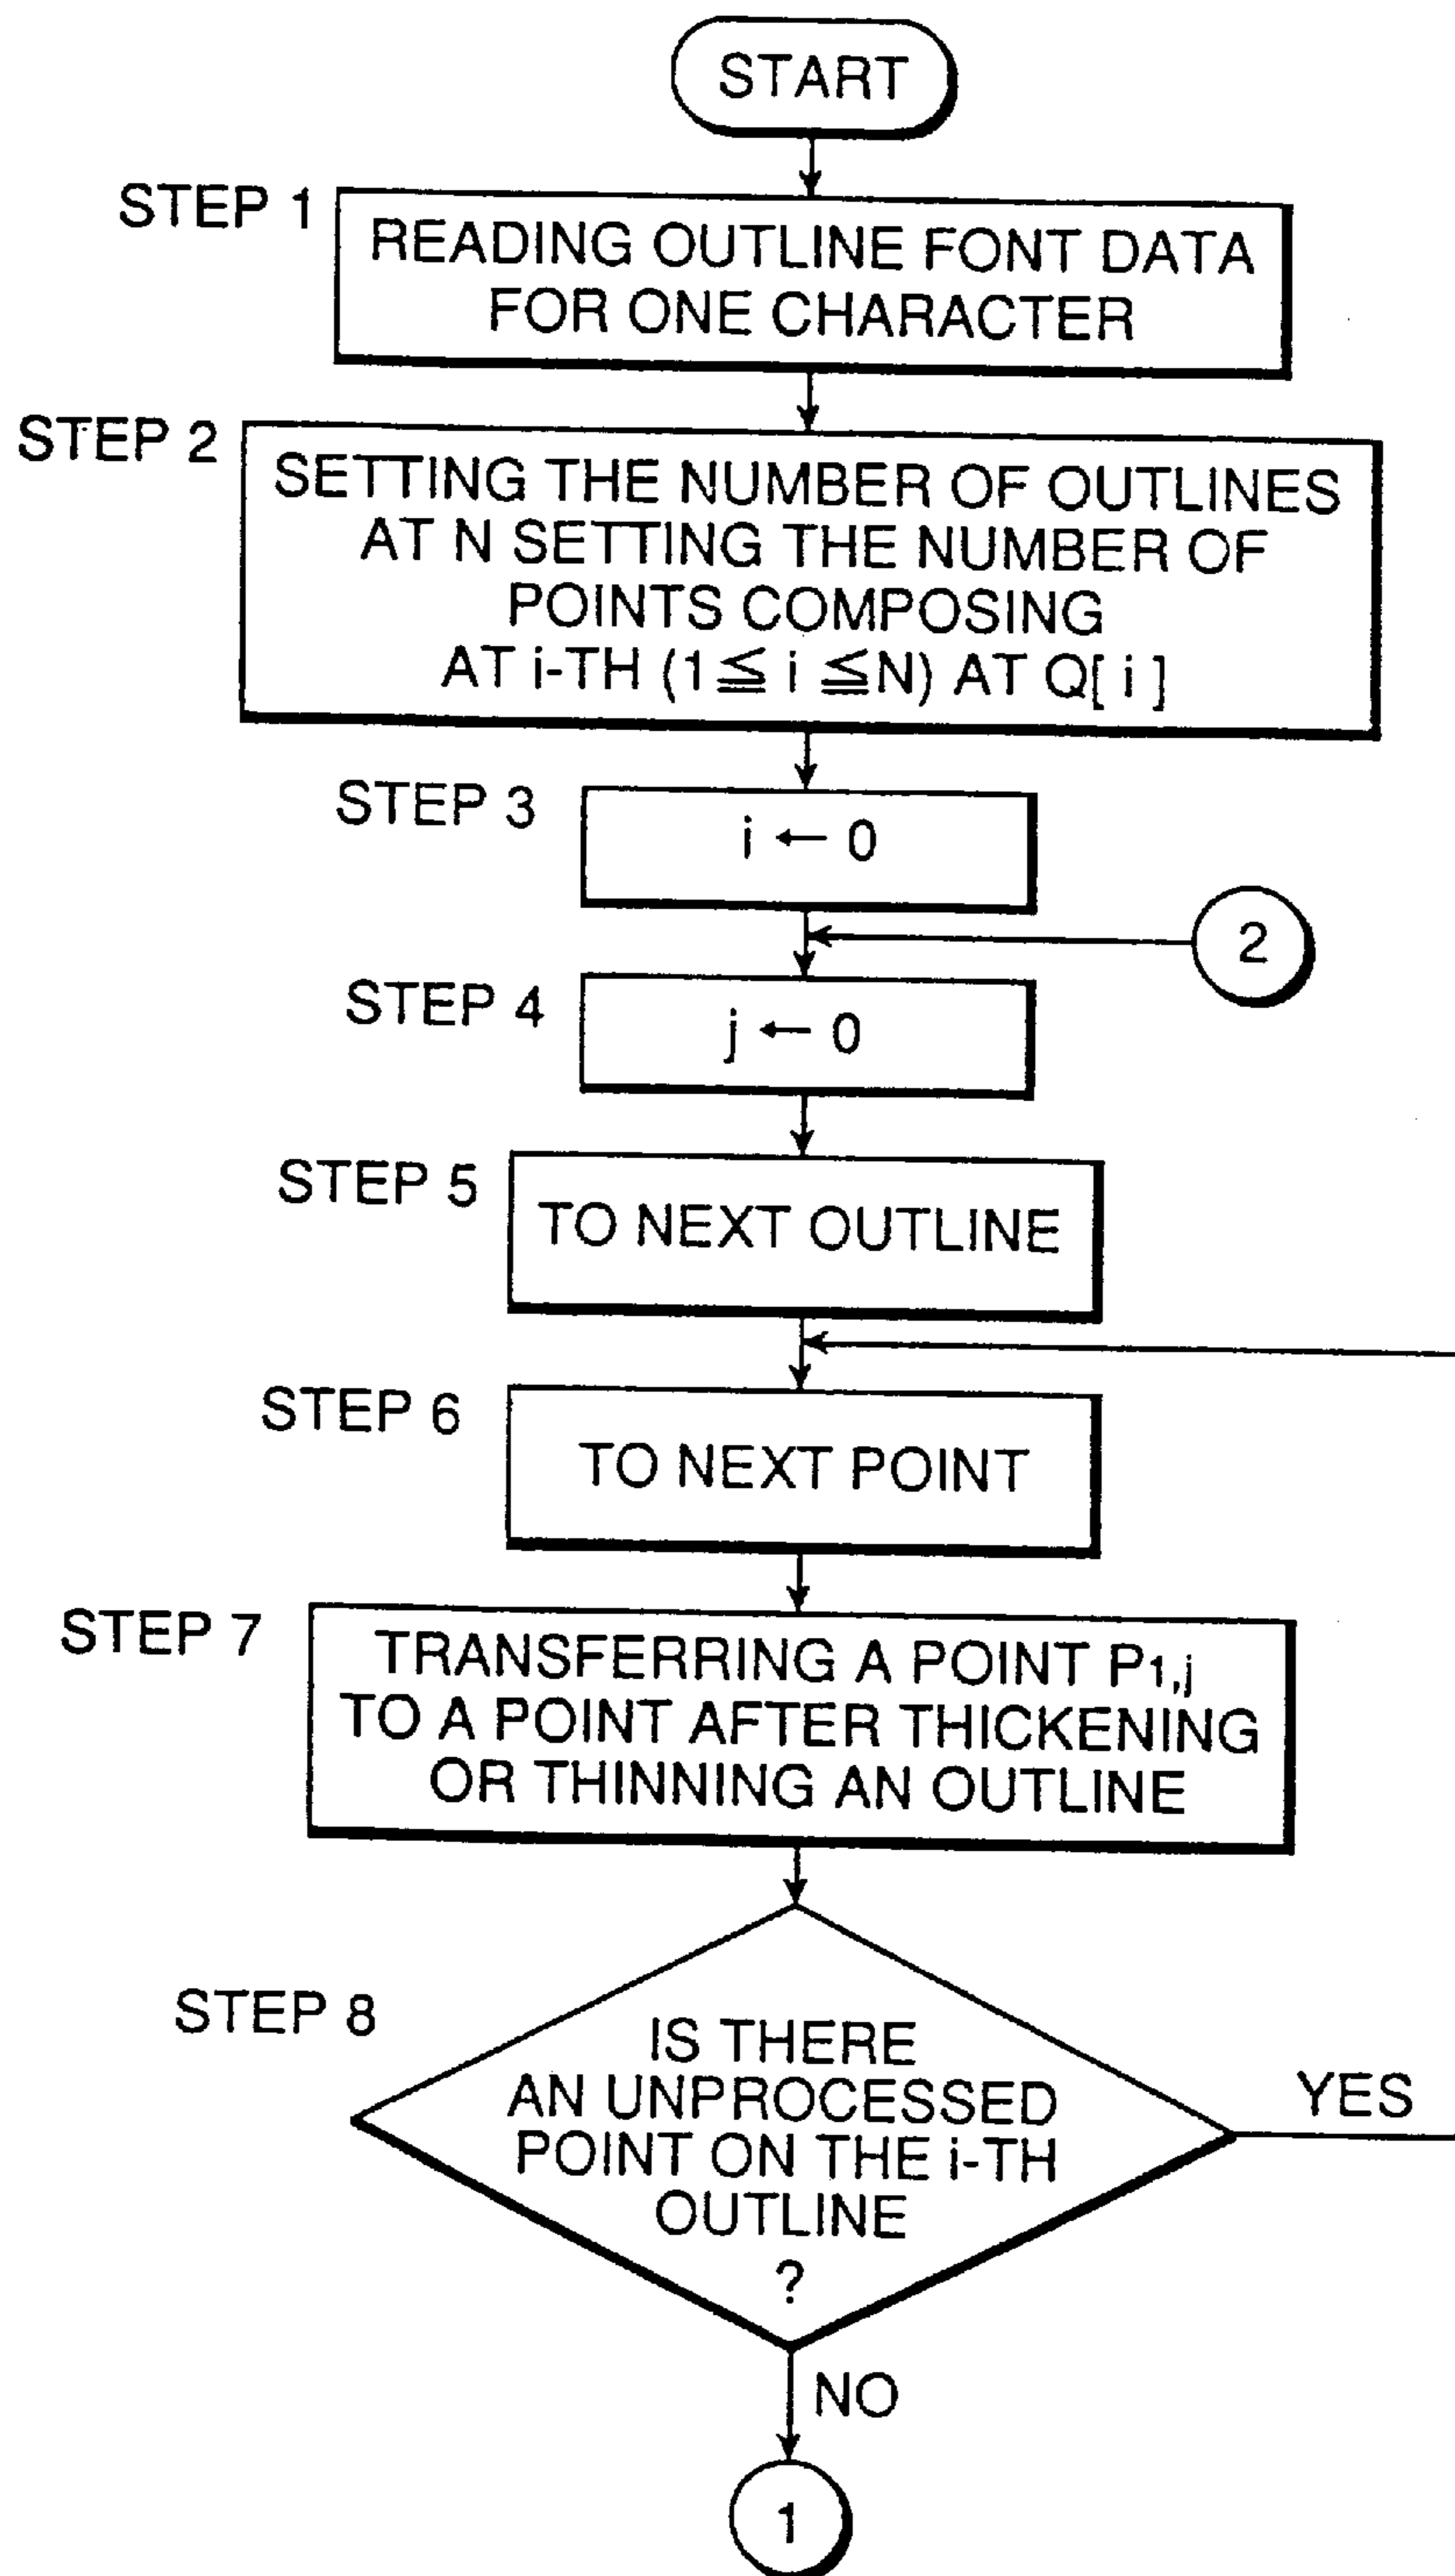 START
STEP 1
READING OUTLINE FONT DATA
FOR ONE CHARACTER
STEP 2
SETTING THE NUMBER OF OUTLINES
AT N SETTING THE NUMBER OF
POINTS COMPOSING
AT i-TH (1≦ i ≦N) AT Q[ i ]
STEP 3
i ← 0
2
STEP 4
j ← 0
STEP 5
TO NEXT OUTLINE
STEP 6
TO NEXT POINT
STEP 7
TRANSFERRING A POINT P1,j
TO A POINT AFTER THICKENING
OR THINNING AN OUTLINE
STEP 8
IS THERE
AN UNPROCESSED
POINT ON THE i-TH
OUTLINE
?
YES
NO
1